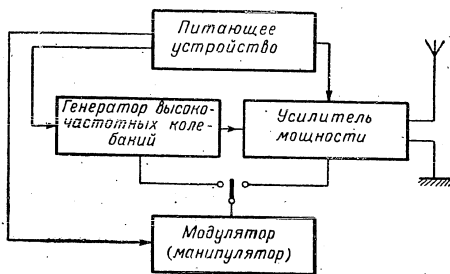 Питающее
устройство
Генератор высоко-
частотных коле-
баний
Усилитель
мощности
Модулятор
(манипулятор)